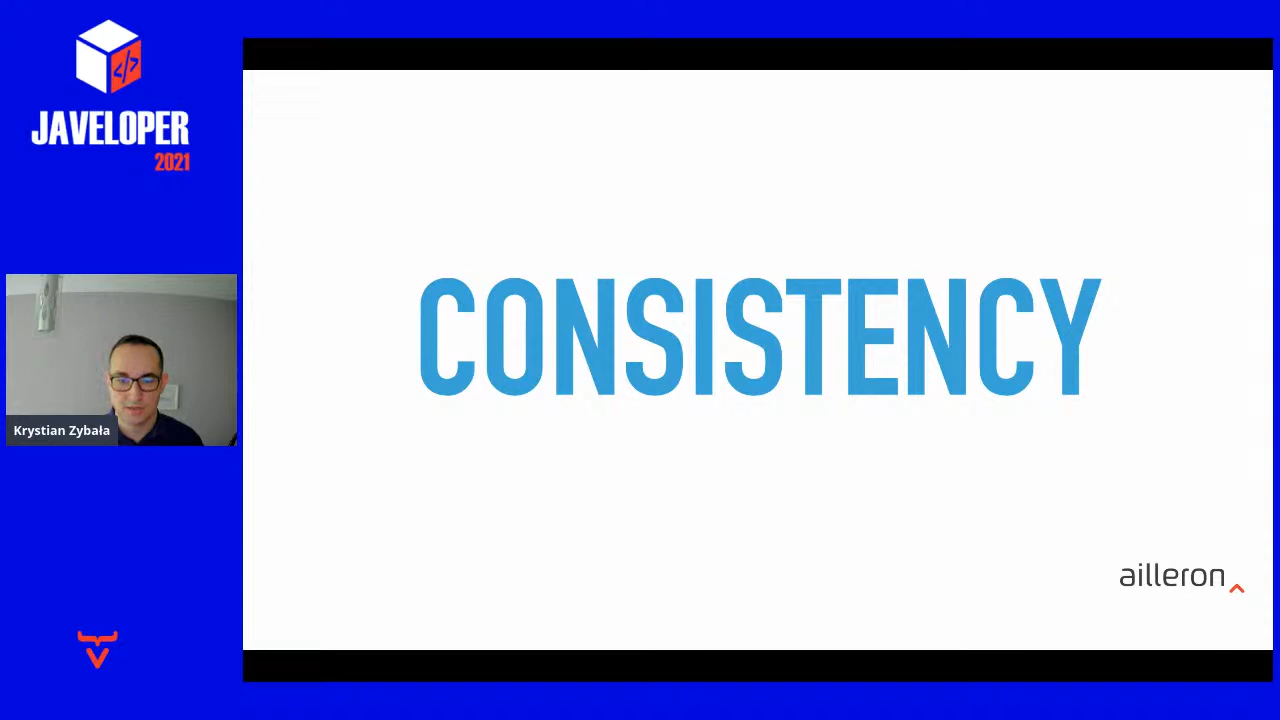 </>
JAVELOPER
2021
Krystian Zybała
CONSISTENCY
ailleron